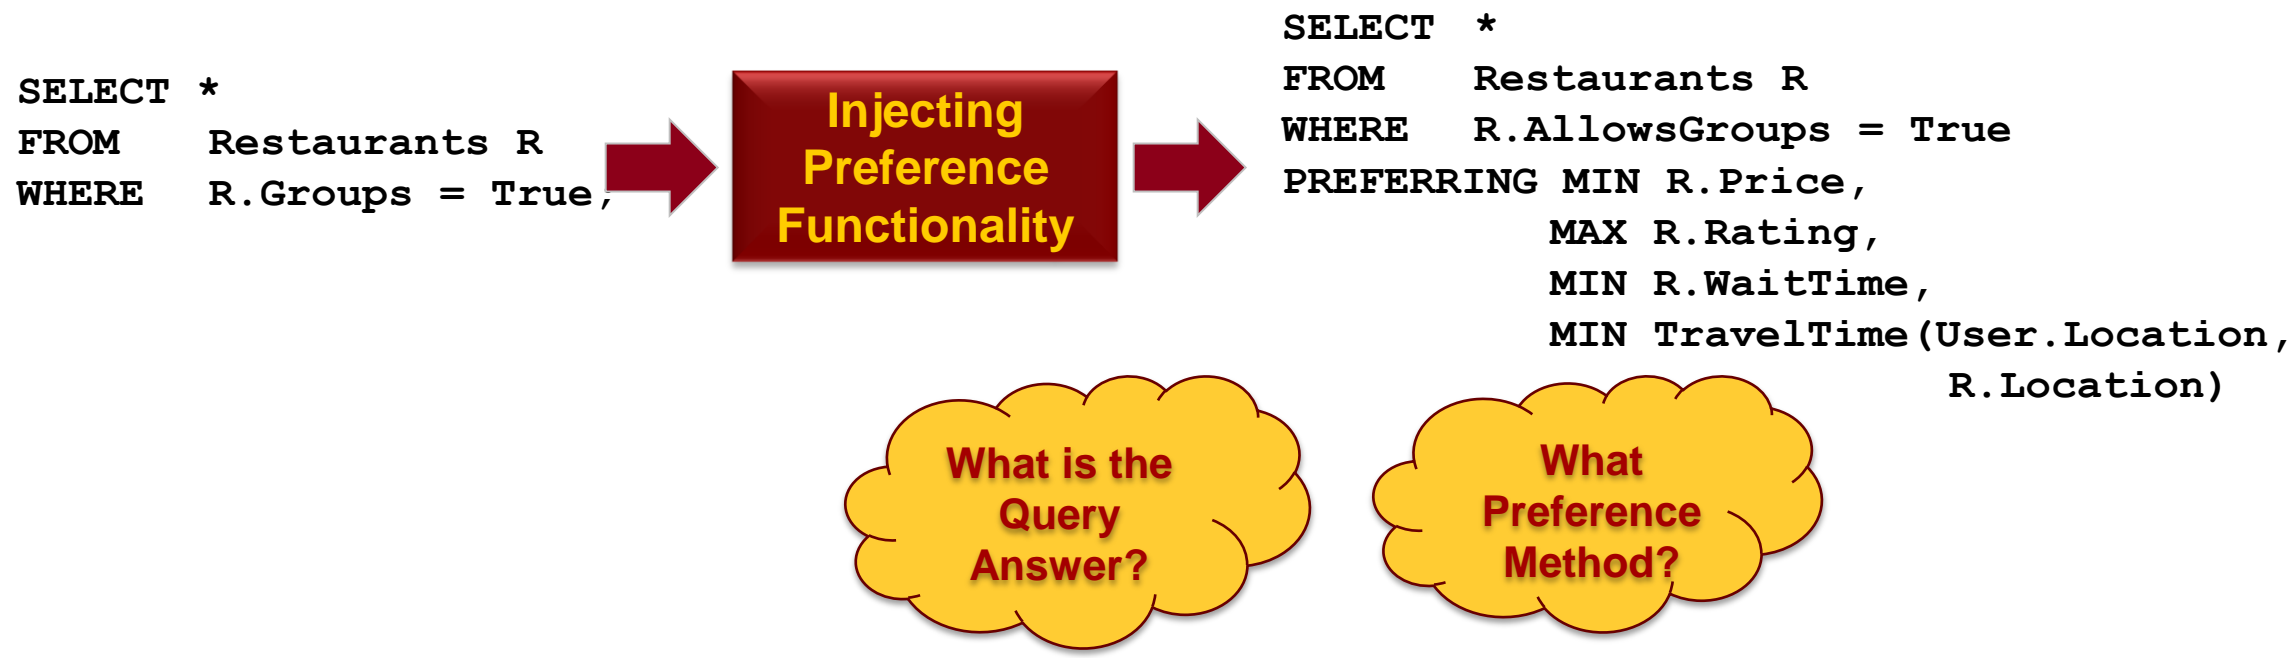 SELECT *
FROM Restaurants R
WHERE R.Groups = True,
Injecting
Preference
Functionality
SELECT *
FROM Restaurants R
WHERE R.AllowsGroups = True
PREFERRING MIN R.Price,
MAX R.Rating,
MIN R.WaitTime,
MIN TravelTime(User.Location,
R.Location)
What is the
Query
Answer?
What
Preference
Method?